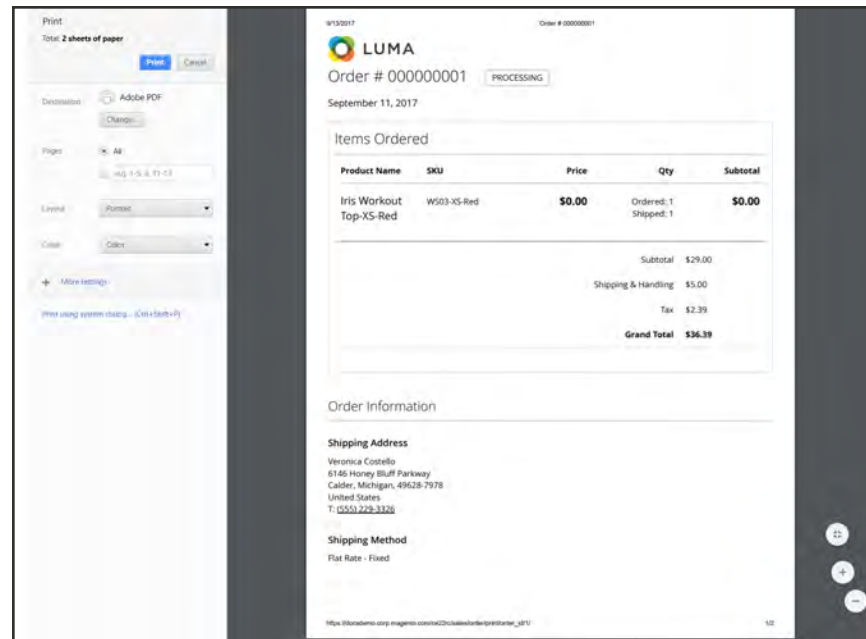 Print
Total: 2 sheets of paper
Print Cancel
Destination Adobe PDF
Change...
Pages All
e.g. 1-5, 8, 11-13
Layout Portrait
Color Color
+ More settings
Print using system dialog... (Ctrl+Shift+P)
9/13/2017 Order # 000000001
LUMA
Order # 000000001 PROCESSING
September 11, 2017
Items Ordered
Product Name SKU Price Qty Subtotal
Iris Workout Top-XS-Red WS03-XS-Red $0.00 Ordered: 1 $0.00
Shipped: 1
Subtotal $29.00
Shipping & Handling $5.00
Tax $2.39
Grand Total $36.39
Order Information
Shipping Address
Veronica Costello
6146 Honey Bluff Parkway
Calder, Michigan, 49628-7978
United States
T: (555) 229-3326
Shipping Method
Flat Rate - Fixed
1/2